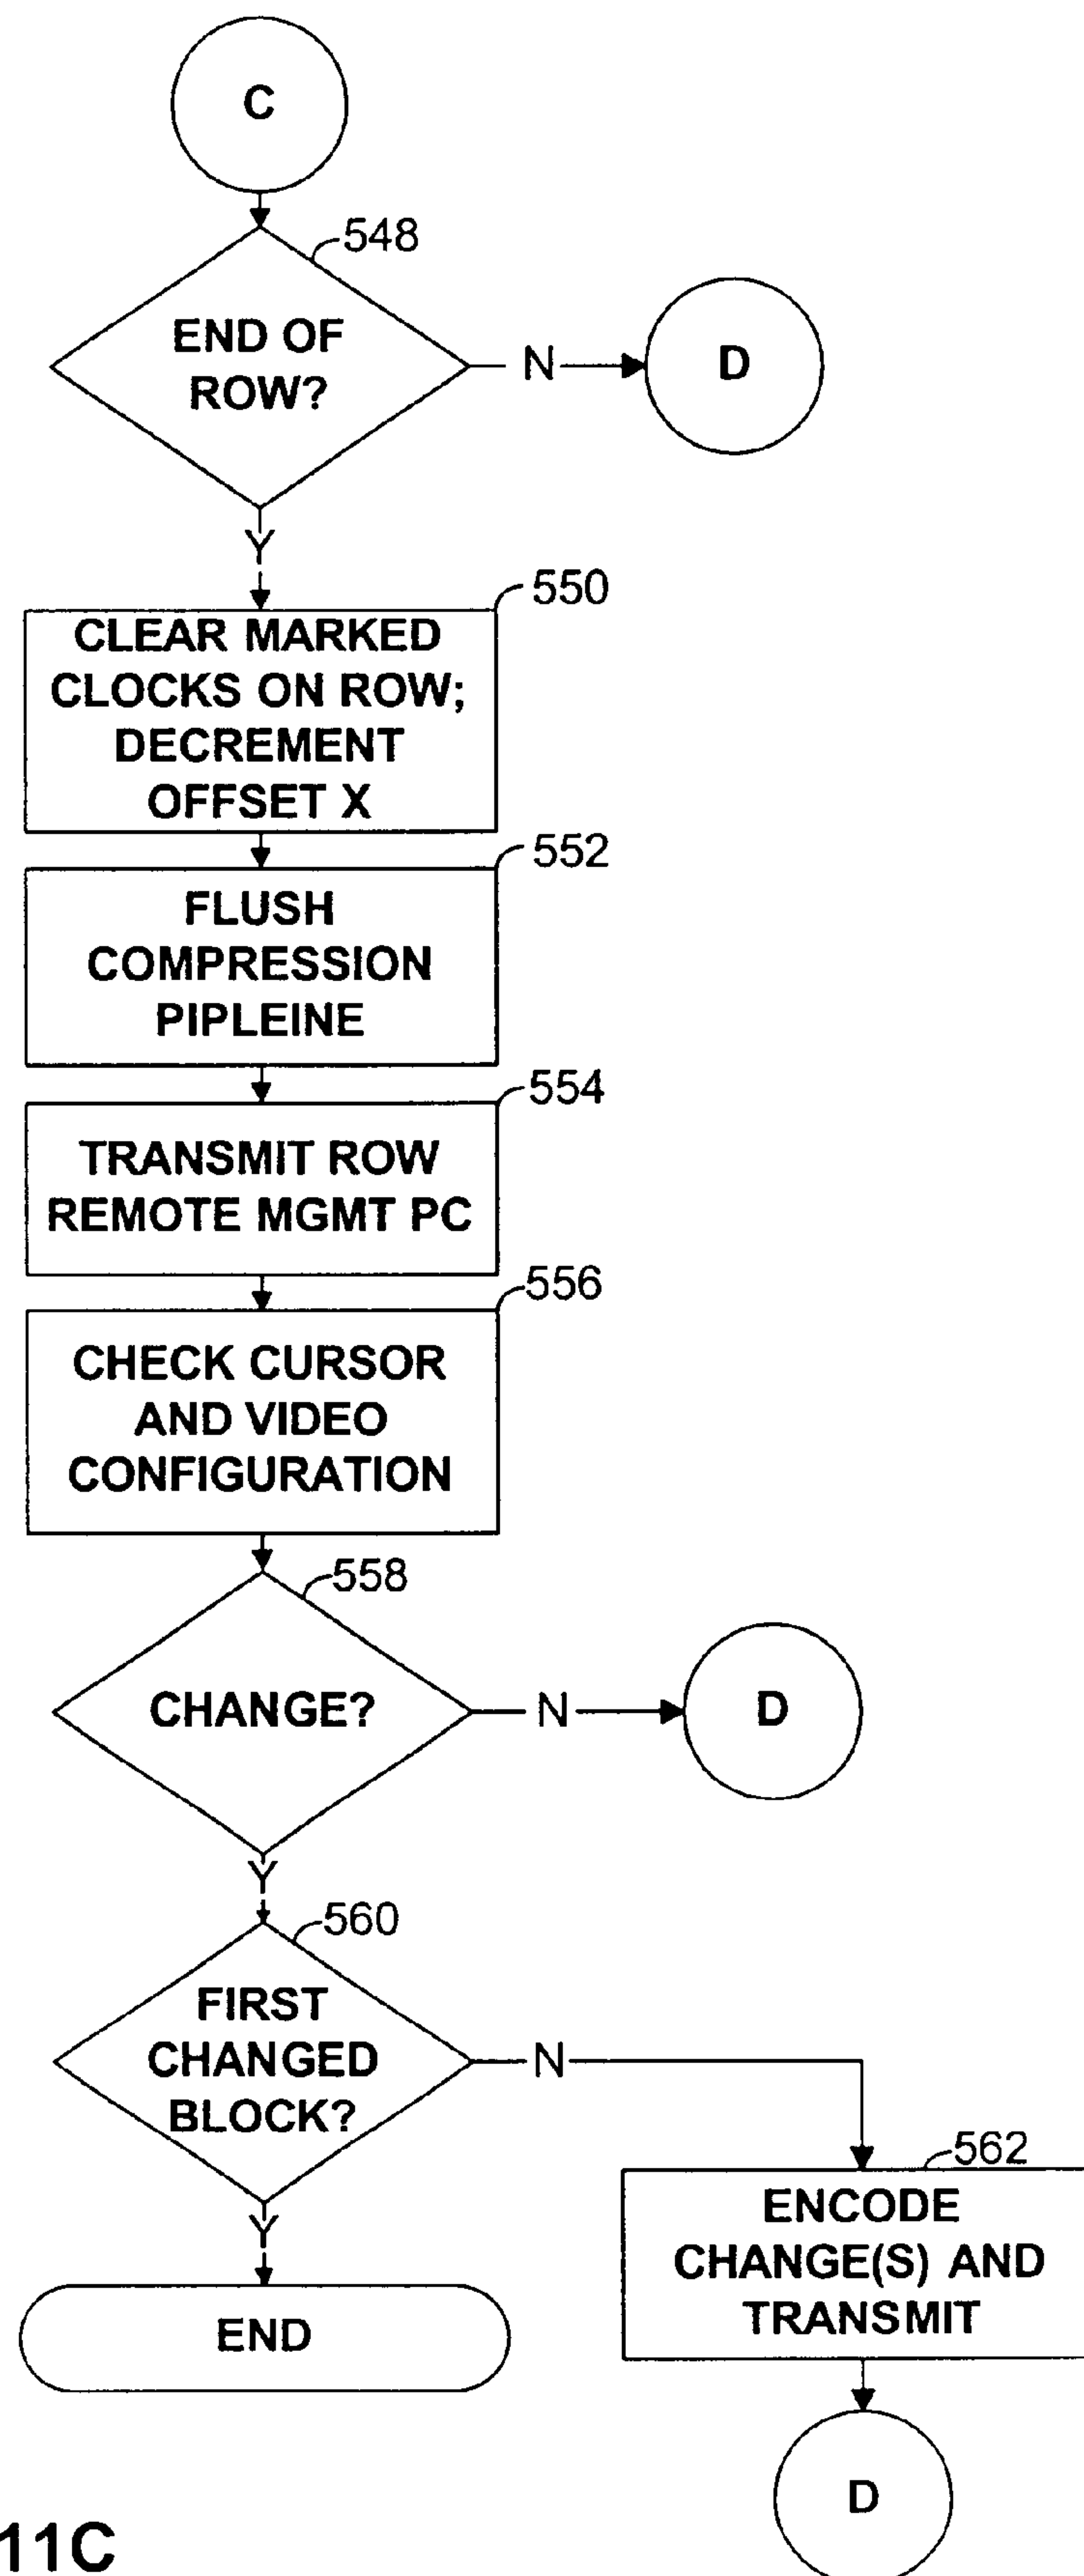 C
548
END OF
ROW?
N
D
Y
550
CLEAR MARKED
CLOCKS ON ROW;
DECREMENT
OFFSET X
552
FLUSH
COMPRESSION
PIPLEINE
554
TRANSMIT ROW
REMOTE MGMT PC
556
CHECK CURSOR
AND VIDEO
CONFIGURATION
558
CHANGE?
N
D
Y
560
FIRST
CHANGED
BLOCK?
N
562
ENCODE
CHANGE(S) AND
TRANSMIT
Y
END
D
11C